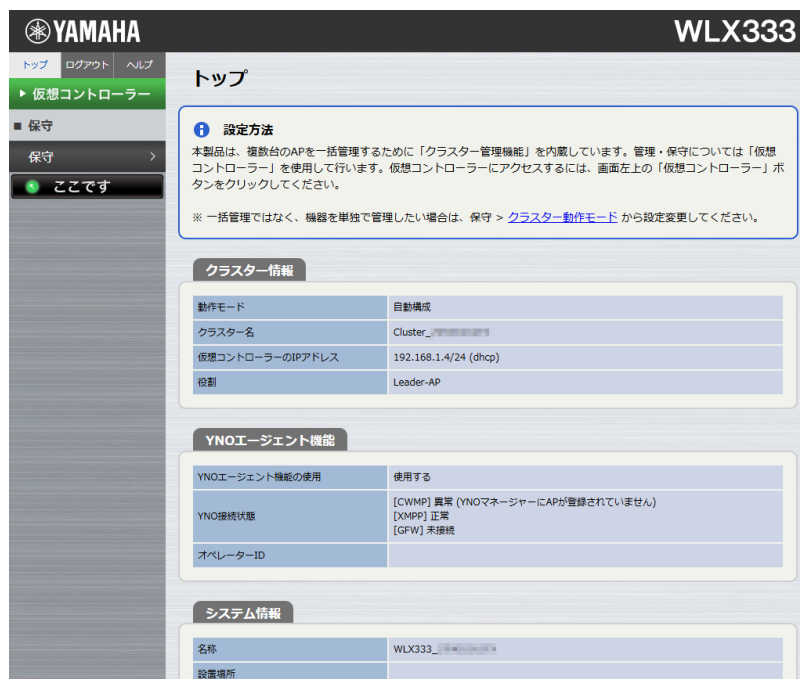 YAMAHA
WLX333
トップ ログアウト ヘルプ
仮想コントローラー
保守
保守
ここです
トップ
設定方法
本製品は、複数台のAPを一括管理するために「クラスター管理機能」を内蔵しています。管理・保守については「仮想
コントローラー」を使用して行います。仮想コントローラーにアクセスするには、画面左上の「仮想コントローラー」ボ
タンをクリックしてください。
※ 一括管理ではなく、機器を単独で管理したい場合は、保守 > クラスター動作モード から設定変更してください。
クラスター情報
動作モード 自動構成
クラスター名 Cluster_
仮想コントローラーのIPアドレス 192.168.1.4/24 (dhcp)
役割 Leader-AP
YNOエージェント機能
YNOエージェント機能の使用 使用する
YNO接続状態 [CWMP] 異常 (YNOマネージャーにAPが登録されていません)
[XMPP] 正常
[GFW] 未接続
オペレーターID
システム情報
名称 WLX333_
設置場所